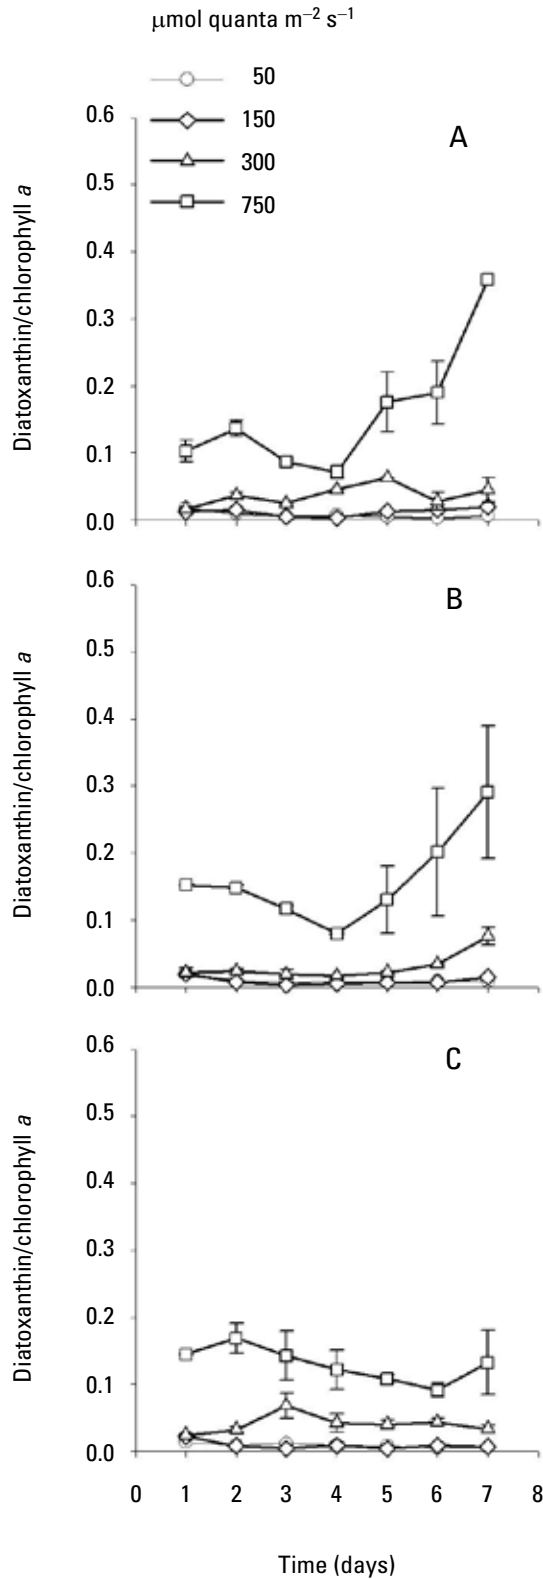 μmol quanta m–2 s–1
50
150
300
750
A
0.6
0.5
0.4
0.3
0.2
0.1
0.0
Diatoxanthin/chlorophyll a
B
0.6
0.5
0.4
0.3
0.2
0.1
0.0
Diatoxanthin/chlorophyll a
C
0.6
0.5
0.4
0.3
0.2
0.1
0.0
Diatoxanthin/chlorophyll a
0 1 2 3 4 5 6 7 8
Time (days)